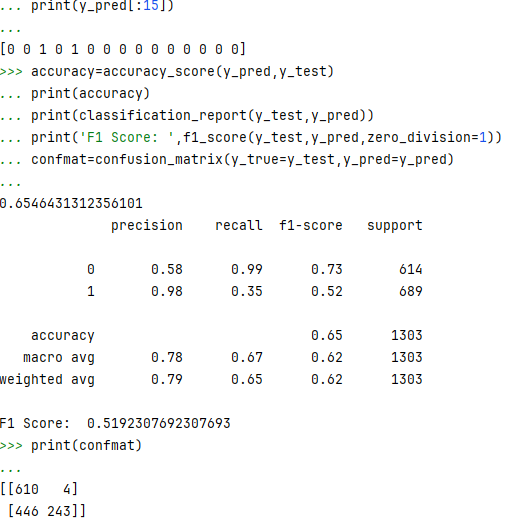 ... print(y_pred[:15])
...
[0 0 1 0 1 0 0 0 0 0 0 0 0 0 0]
>>> accuracy=accuracy_score(y_pred,y_test)
... print(accuracy)
... print(classification_report(y_test,y_pred))
... print('F1 Score: ',f1_score(y_test,y_pred,zero_division=1))
... confmat=confusion_matrix(y_true=y_test,y_pred=y_pred)
...
0.6546431312356101
precision recall f1-score support
0 0.58 0.99 0.73 614
1 0.98 0.35 0.52 689
accuracy 0.65 1303
macro avg 0.78 0.67 0.62 1303
weighted avg 0.79 0.65 0.62 1303
F1 Score:  0.5192307692307693
>>> print(confmat)
...
[[610   4]
 [446 243]]